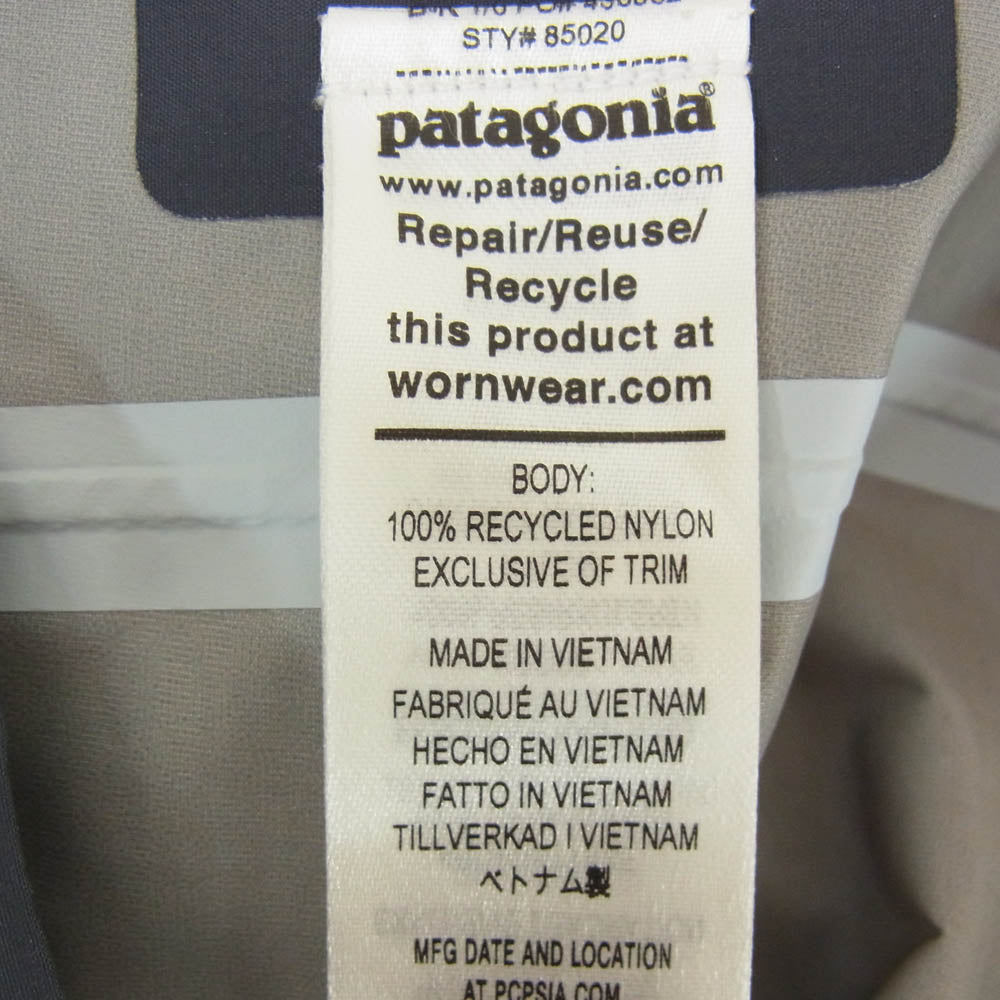 STY# 85020
patagonia®
www.patagonia.com
Repair/Reuse/
Recycle
this product at
wornwear.com
BODY:
100% RECYCLED NYLON
EXCLUSIVE OF TRIM
MADE IN VIETNAM
FABRIQUÉ AU VIETNAM
HECHO EN VIETNAM
FATTO IN VIETNAM
TILLVERKAD I VIETNAM
ベトナム製
MFG DATE AND LOCATION
AT PCPSIA.COM